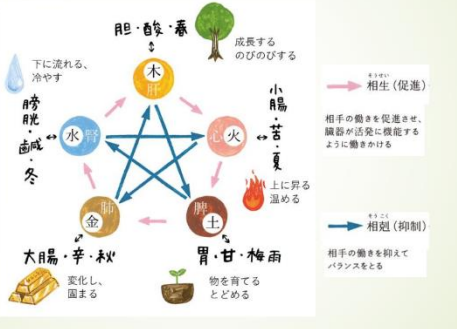 胆・酸・春
成長する
のびのびする
木
肝
下に流れる、
冷やす
膀胱・鹹・冬
水 腎
心 火
小腸・苦・夏
上に昇る
温める
肺
金
脾
土
大腸・辛・秋
変化し、
固まる
胃・甘・梅雨
物を育てる
とどめる
そうせい
相生(促進)
相手の働きを促進させ、
臓器が活発に機能する
ように働きかける
そうこく
相剋(抑制)
相手の働きを抑えて
バランスをとる